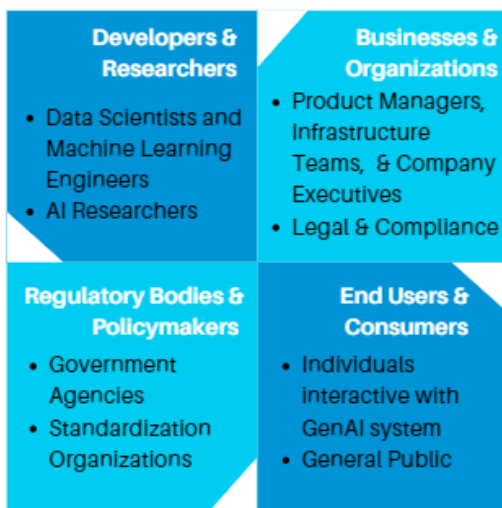 Developers &
Researchers
• Data Scientists and
Machine Learning
Engineers
• AI Researchers
Businesses &
Organizations
• Product Managers,
Infrastructure
Teams, & Company
Executives
• Legal & Compliance
Regulatory Bodies &
Policymakers
• Government
Agencies
• Standardization
Organizations
End Users &
Consumers
• Individuals
interactive with
GenAI system
• General Public